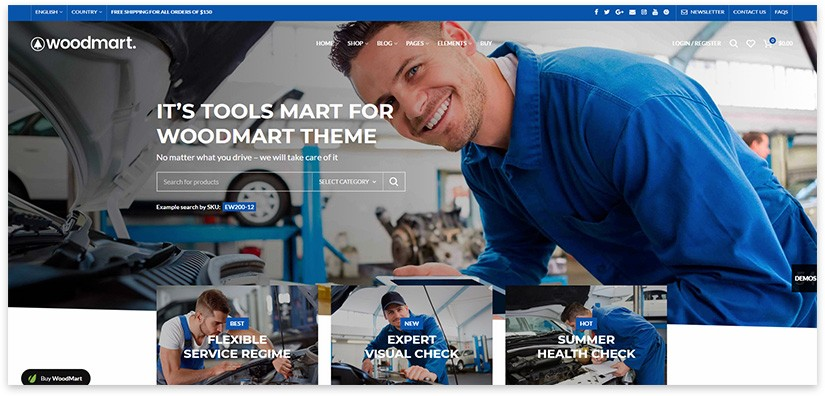 ENGLISH
COUNTRY
FREE SHIPPING FOR ALL ORDERS OF $150
NEWSLETTER
CONTACT US
FAQS
woodmart.
HOME
SHOP
BLOG
PAGES
ELEMENTS
BUY
LOGIN / REGISTER
0
$0.00
IT'S TOOLS MART FOR
WOODMART THEME
No matter what you drive – we will take care of it
Search for products
SELECT CATEGORY
Example search by SKU: EW200-12
DEMOS
BEST
FLEXIBLE
SERVICE REGIME
NEW
EXPERT
VISUAL CHECK
HOT
SUMMER
HEALTH CHECK
Buy WoodMart